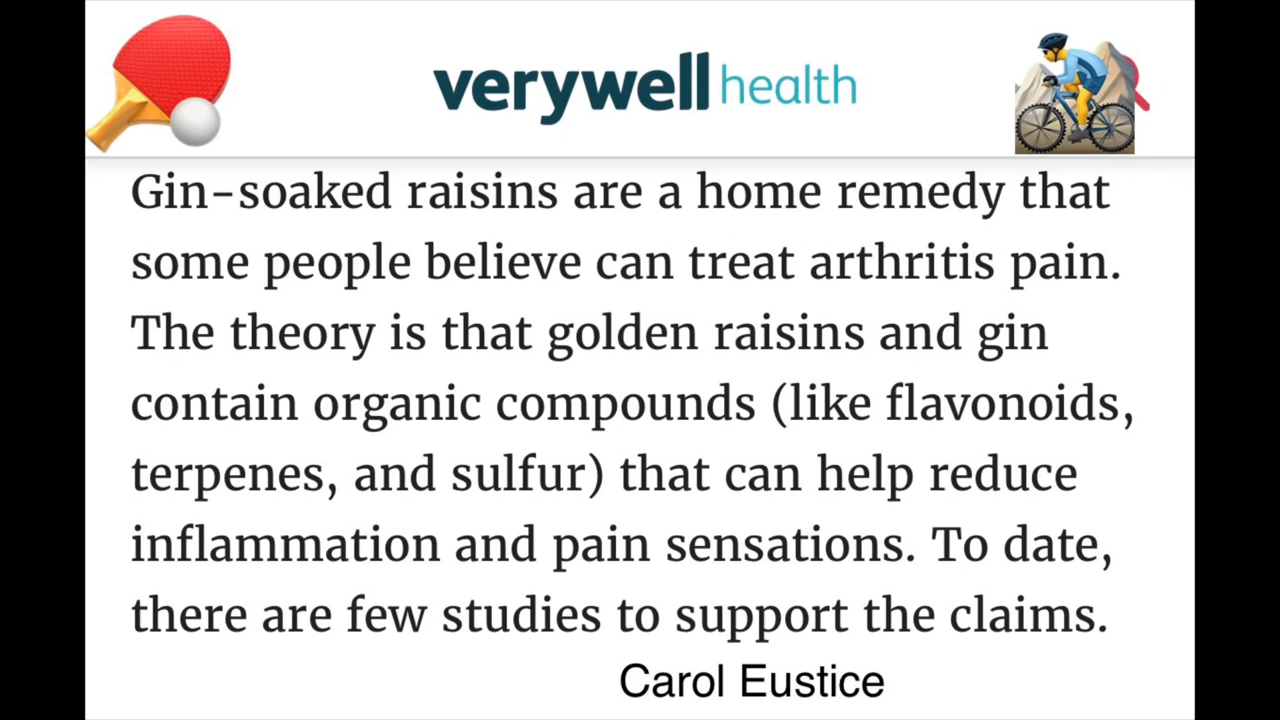 verywell health
Gin-soaked raisins are a home remedy that
some people believe can treat arthritis pain.
The theory is that golden raisins and gin
contain organic compounds (like flavonoids,
terpenes, and sulfur) that can help reduce
inflammation and pain sensations. To date,
there are few studies to support the claims.
Carol Eustice